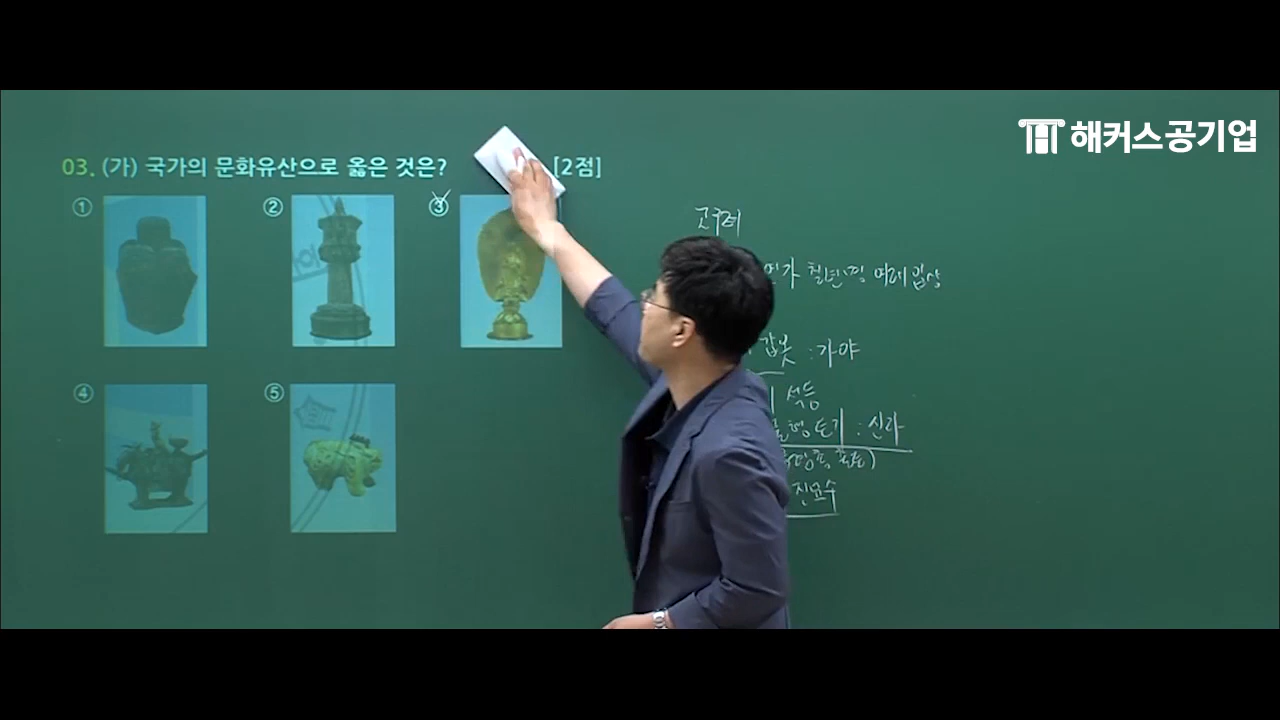 해커스공기업
03. (가) 국가의 문화유산으로 옳은 것은? [2점]
① ② ③
고구려
연가 칠년명 여래입상
갑옷 : 가야
석등
토기 : 신라
진묘수
④ ⑤